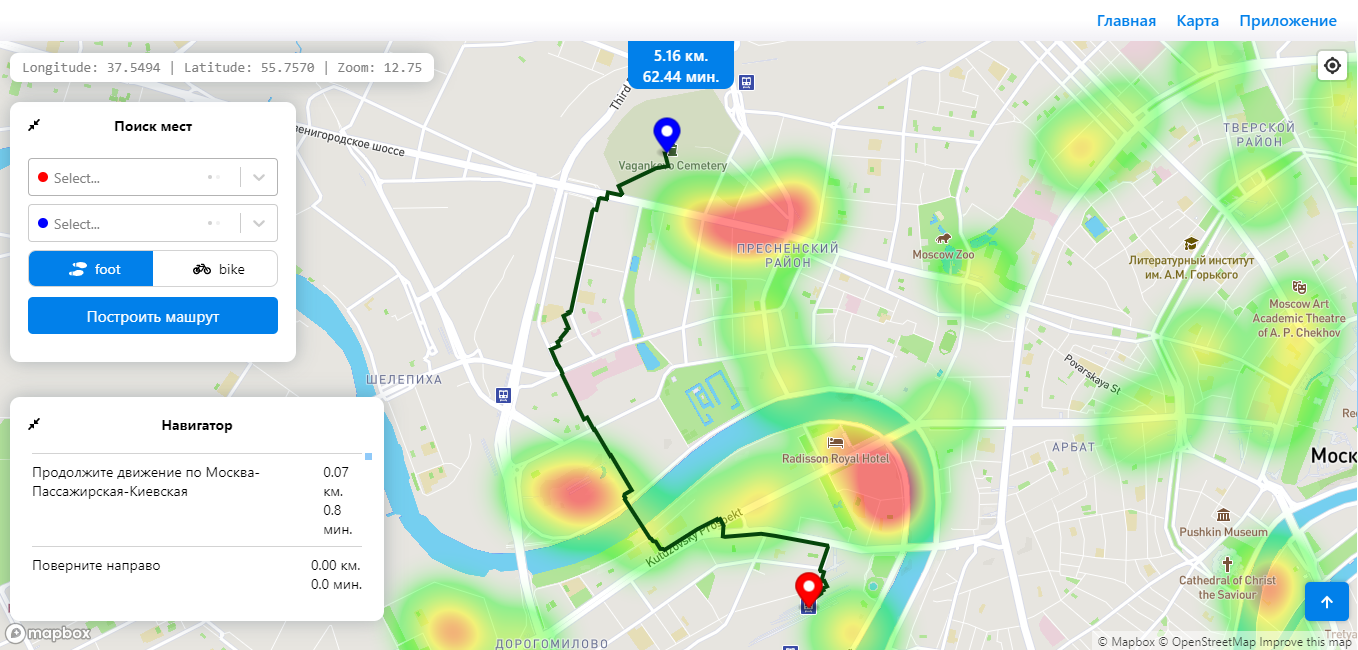 Главная Карта Приложение
Longitude: 37.5494 | Latitude: 55.7570 | Zoom: 12.75
5.16 км.
62.44 мин.
Поиск мест
Select...
Select...
foot bike
Построить машрут
Навигатор
Продолжите движение по Москва-
Пассажирская-Киевская
0.07
км.
0.8
мин.
Поверните направо
0.00 км.
0.0 мин.
Third
венигородское шоссе
Vagankovo Cemetery
ТВЕРСКОЙ
РАЙОН
ПРЕСНЕНСКИЙ
РАЙОН
Moscow Zoo
Литературный институт
им. А.М. Горького
Moscow Art
Academic Theatre
of A. P. Chekhov
ШЕЛЕПИХА
Povarskaya St
АРБАТ
Моск
Radisson Royal Hotel
Kutuzovsky Prospekt
Pushkin Museum
Cathedral of Christ
the Saviour
ДОРОГОМИЛОВО
mapbox
© Mapbox © OpenStreetMap Improve this map